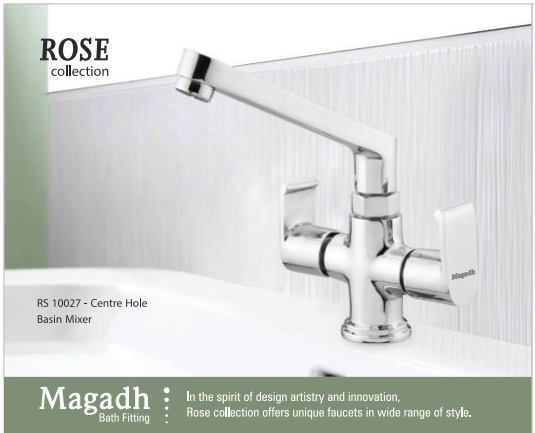 ROSE
collection
Magadh
RS 10027 - Centre Hole
Basin Mixer
Magadh
Bath Fitting
In the spirit of design artistry and innovation,
Rose collection offers unique faucets in wide range of style.